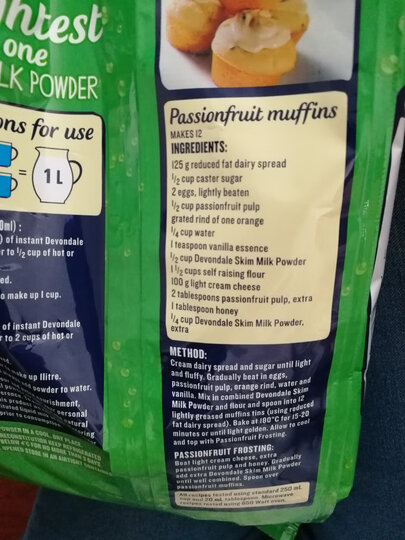 htest
one
LK POWDER
ons for use
= 1 L
0ml) :
) of instant Devondale
r to 1/2 cup of hot or
ed.
o make up 1 cup.
of instant Devondale
r to 2 cups of hot or
ke up 1litre.
powder to water.
Passionfruit muffins
MAKES 12
INGREDIENTS:
125 g reduced fat dairy spread
1/2 cup caster sugar
2 eggs, lightly beaten
1/2 cup passionfruit pulp
grated rind of one orange
1/4 cup water
1 teaspoon vanilla essence
1/2 cup Devondale Skim Milk Powder
1 1/2 cups self raising flour
100 g light cream cheese
2 tablespoons passionfruit pulp, extra
1 tablespoon honey
1/4 cup Devondale Skim Milk Powder,
extra
METHOD:
Cream dairy spread and sugar until light
and fluffy. Gradually beat in eggs,
passionfruit pulp, orange rind, water and
vanilla. Mix in combined Devondale Skim
Milk Powder and flour and spoon into 12
lightly greased muffins tins (using reduced
fat dairy spread). Bake at 180°C for 15-20
minutes or until light golden. Allow to cool
and top with Passionfruit Frosting.
PASSIONFRUIT FROSTING:
Beat light cream cheese, extra
passionfruit pulp and honey. Gradually
add extra Devondale Skim Milk Powder
until well combined. Spoon over
passionfruit muffins.
All recipes tested using standard 250 mL
cup and 20 mL tablespoon. Microwave
recipes tested using 650 Watt oven.